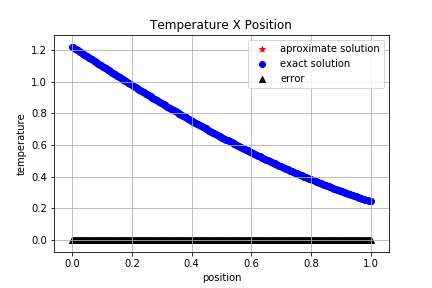 Temperature X Position
aproximate solution
exact solution
error
temperature
1.2
1.0
0.8
0.6
0.4
0.2
0.0
0.0 0.2 0.4 0.6 0.8 1.0
position